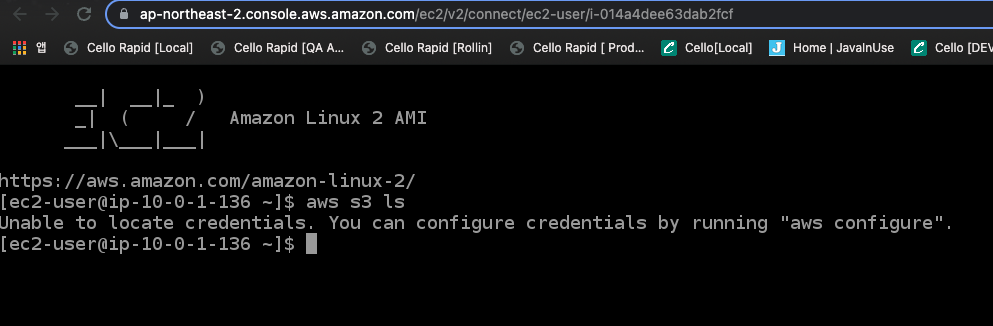 ap-northeast-2.console.aws.amazon.com/ec2/v2/connect/ec2-user/i-014a4dee63dab2fcf
앱 Cello Rapid [Local] Cello Rapid [QA A... Cello Rapid [Rollin] Cello Rapid [ Prod... Cello[Local] Home | JavaInUse Cello [DEV
__|  __|_  )
_|  (     /   Amazon Linux 2 AMI
___|\___|___|
https://aws.amazon.com/amazon-linux-2/
[ec2-user@ip-10-0-1-136 ~]$ aws s3 ls
Unable to locate credentials. You can configure credentials by running "aws configure".
[ec2-user@ip-10-0-1-136 ~]$